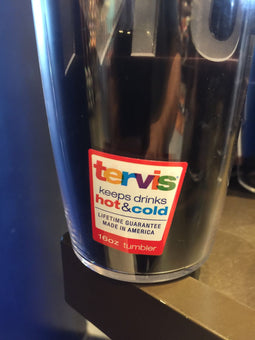 tervis
keeps drinks
hot&cold
LIFETIME GUARANTEE
MADE IN AMERICA
16oz tumbler